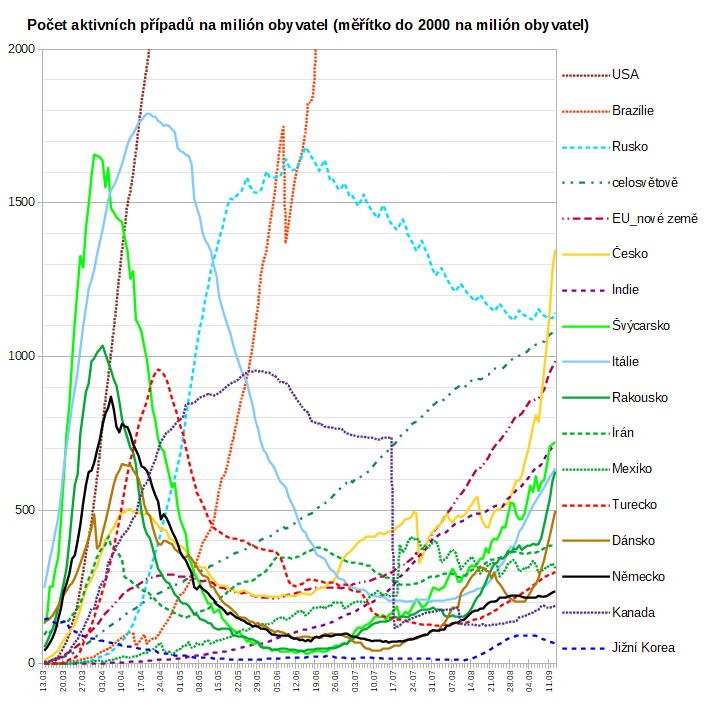 Počet aktivních případů na milión obyvatel (měřítko do 2000 na milión obyvatel)
2000
1500
1000
500
0
USA
Brazílie
Rusko
celosvětově
EU_nové země
Česko
Indie
Švýcarsko
Itálie
Rakousko
Írán
Mexiko
Turecko
Dánsko
Německo
Kanada
Jižní Korea
13.03
20.03
27.03
03.04
10.04
17.04
24.04
01.05
08.05
15.05
22.05
29.05
05.06
12.06
19.06
26.06
03.07
10.07
17.07
24.07
31.07
07.08
14.08
21.08
28.08
04.09
11.09